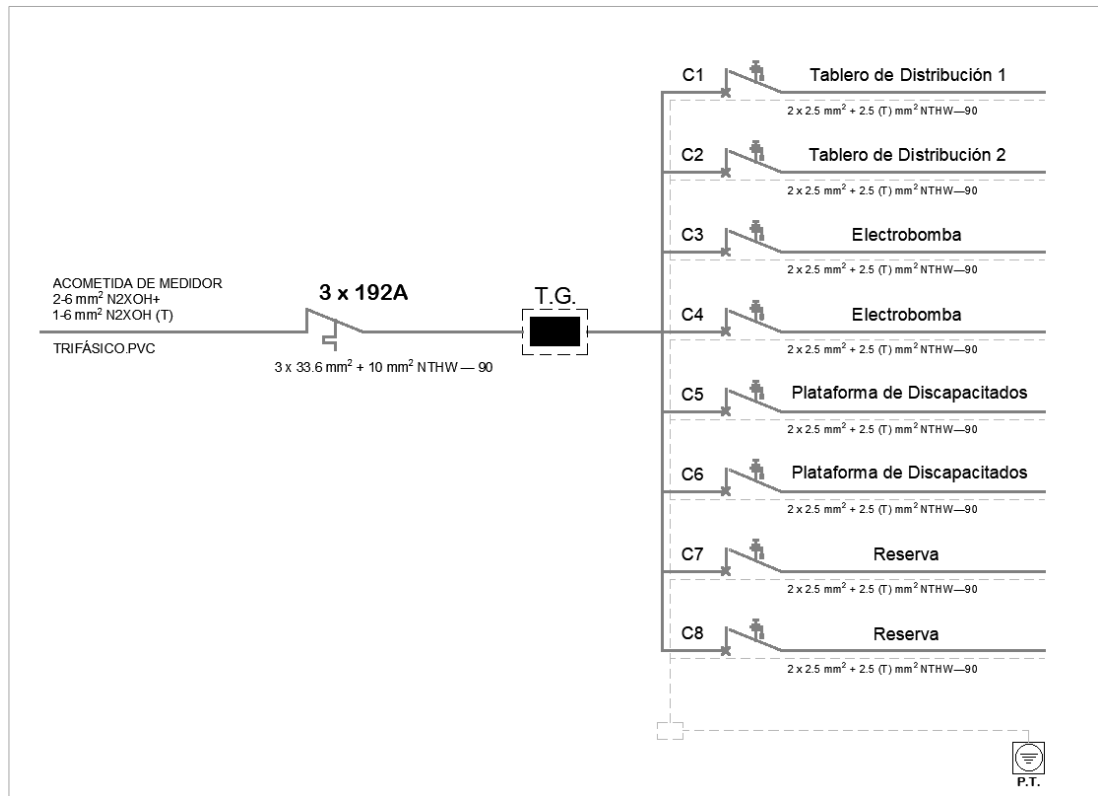 ACOMETIDA DE MEDIDOR
2-6 mm² N2XOH+
1-6 mm² N2XOH (T)
TRIFÁSICO.PVC
3 x 192A
3 x 33.6 mm² + 10 mm² NTHW — 90
T.G.
C1 Tablero de Distribución 1
2 x 2.5 mm² + 2.5 (T) mm² NTHW—90
C2 Tablero de Distribución 2
2 x 2.5 mm² + 2.5 (T) mm² NTHW—90
C3 Electrobomba
2 x 2.5 mm² + 2.5 (T) mm² NTHW—90
C4 Electrobomba
2 x 2.5 mm² + 2.5 (T) mm² NTHW—90
C5 Plataforma de Discapacitados
2 x 2.5 mm² + 2.5 (T) mm² NTHW—90
C6 Plataforma de Discapacitados
2 x 2.5 mm² + 2.5 (T) mm² NTHW—90
C7 Reserva
2 x 2.5 mm² + 2.5 (T) mm² NTHW—90
C8 Reserva
2 x 2.5 mm² + 2.5 (T) mm² NTHW—90
P.T.